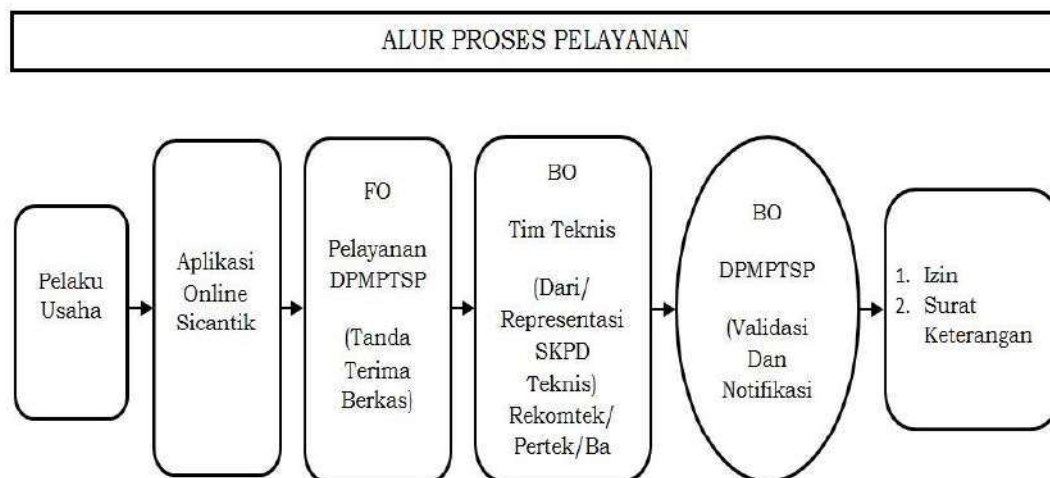 ALUR PROSES PELAYANAN
Pelaku
Usaha
Aplikasi
Online
Sicantik
FO
Pelayanan
DPMPTSP
(Tanda
Terima
Berkas)
BO
Tim Teknis
(Dari/
Representasi
SKPD
Teknis)
Rekomtek/
Pertek/Ba
BO
DPMPTSP
(Validasi
Dan
Notifikasi
1. Izin
2. Surat
Keterangan